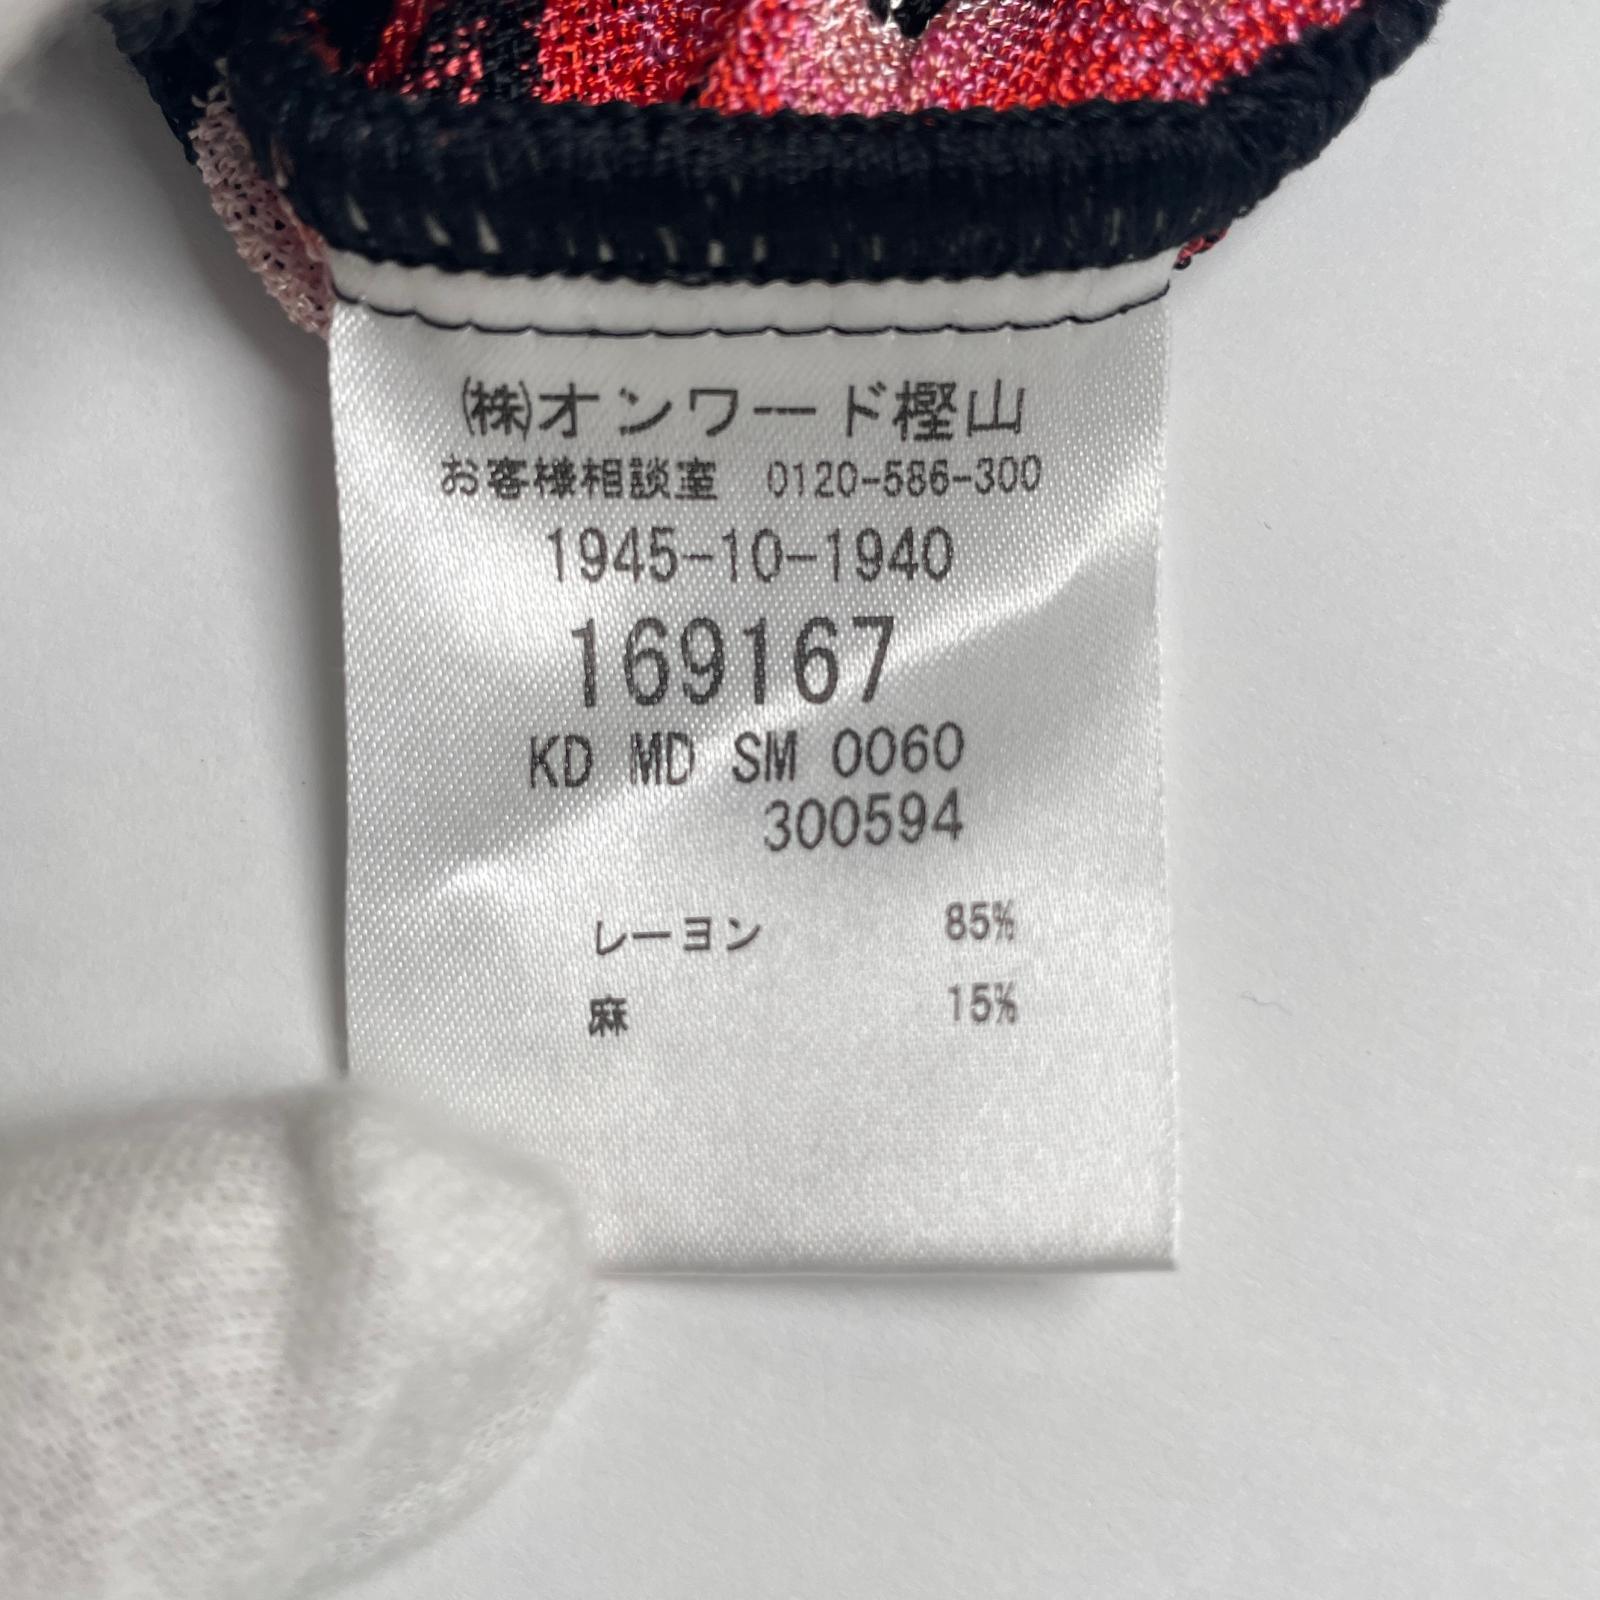 ㈱オンワード樫山
お客様相談室 0120-586-300
1945-10-1940
169167
KD MD SM 0060
300594
レーヨン 85%
麻 15%